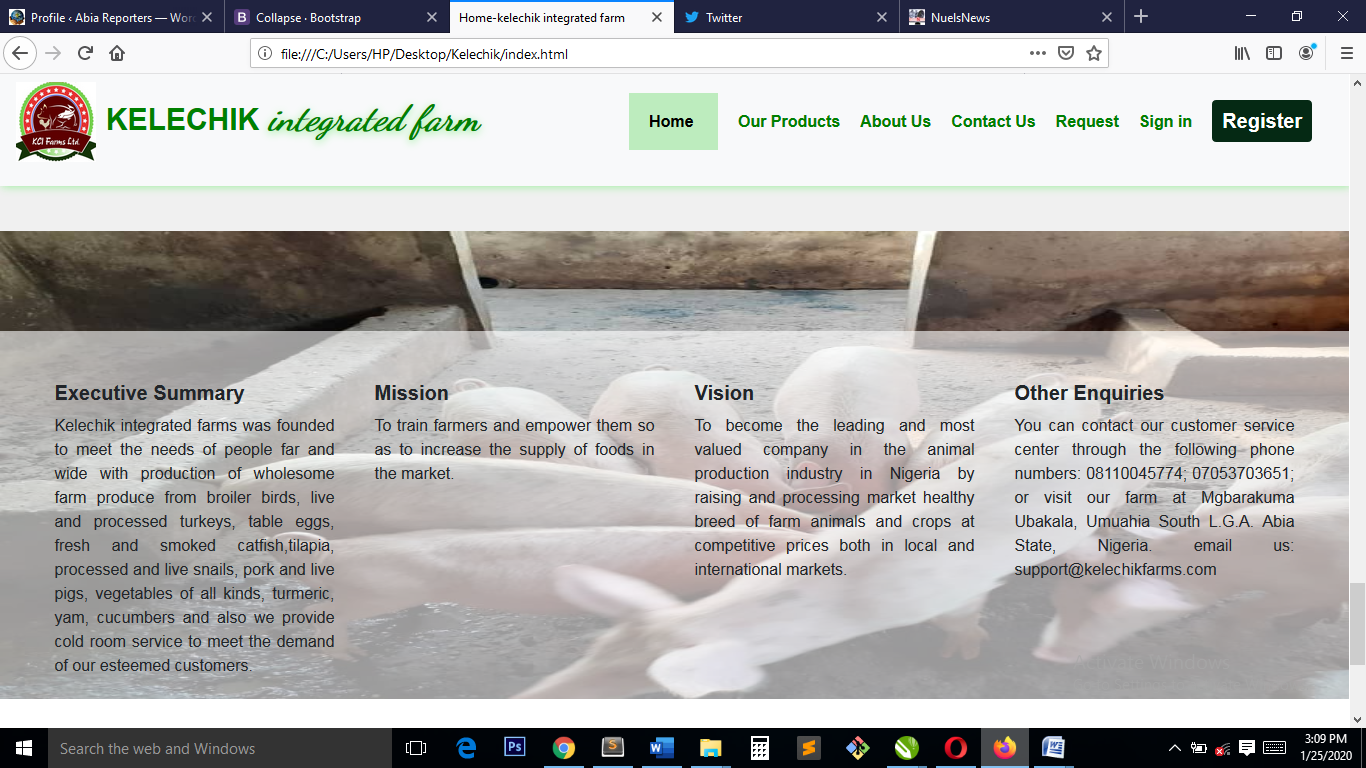 Profile ‹ Abia Reporters — Wor
Collapse · Bootstrap
Home-kelechik integrated farm
Twitter
NuelsNews
file:///C:/Users/HP/Desktop/Kelechik/index.html
KCI Farms Ltd.
KELECHIK integrated farm
Home
Our Products
About Us
Contact Us
Request
Sign in
Register
Executive Summary
Kelechik integrated farms was founded
to meet the needs of people far and
wide with production of wholesome
farm produce from broiler birds, live
and processed turkeys, table eggs,
fresh and smoked catfish,tilapia,
processed and live snails, pork and live
pigs, vegetables of all kinds, turmeric,
yam, cucumbers and also we provide
cold room service to meet the demand
of our esteemed customers.
Mission
To train farmers and empower them so
as to increase the supply of foods in
the market.
Vision
To become the leading and most
valued company in the animal
production industry in Nigeria by
raising and processing market healthy
breed of farm animals and crops at
competitive prices both in local and
international markets.
Other Enquiries
You can contact our customer service
center through the following phone
numbers: 08110045774; 07053703651;
or visit our farm at Mgbarakuma
Ubakala, Umuahia South L.G.A. Abia
State, Nigeria. email us:
support@kelechikfarms.com
Activate Windows
Search the web and Windows
3:09 PM
1/25/2020